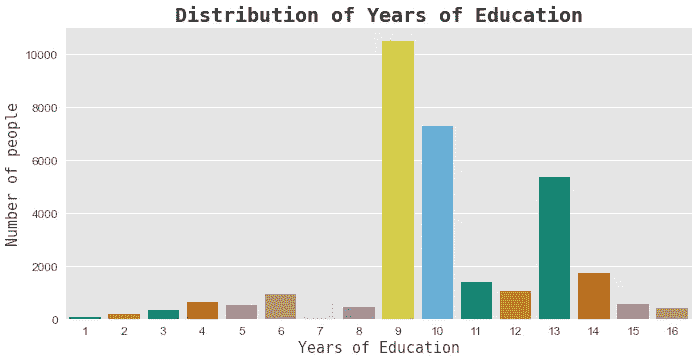 Distribution of Years of Education
Number of people
10000
8000
6000
4000
2000
0
1 2 3 4 5 6 7 8 9 10 11 12 13 14 15 16
Years of Education